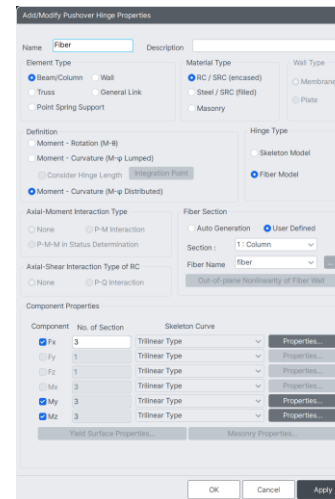 Add/Modify Pushover Hinge Properties
Name Fiber Description
Element Type Material Type Wall Type
Beam/Column Wall RC / SRC (encased) Membrane
Truss General Link Steel / SRC (filled) Plate
Point Spring Support Masonry
Definition Hinge Type
Moment - Rotation (M-θ)
Moment - Curvature (M-φ Lumped) Skeleton Model
Consider Hinge Length Integration Point Fiber Model
Moment - Curvature (M-φ Distributed)
Axial-Moment Interaction Type Fiber Section
None P-M Interaction Auto Generation User Defined
P-M-M in Status Determination Section : 1 : Column
Axial-Shear Interaction Type of RC Fiber Name fiber ...
None P-Q Interaction Out-of-plane Nonlinearity of Fiber Wall
Component Properties
Component No. of Section Skeleton Curve
Fx 3 Trilinear Type Properties...
Fy 1 Trilinear Type Properties...
Fz 1 Trilinear Type Properties...
Mx 3 Trilinear Type Properties...
My 3 Trilinear Type Properties...
Mz 3 Trilinear Type Properties...
Yield Surface Properties... Masonry Properties...
OK Cancel Apply